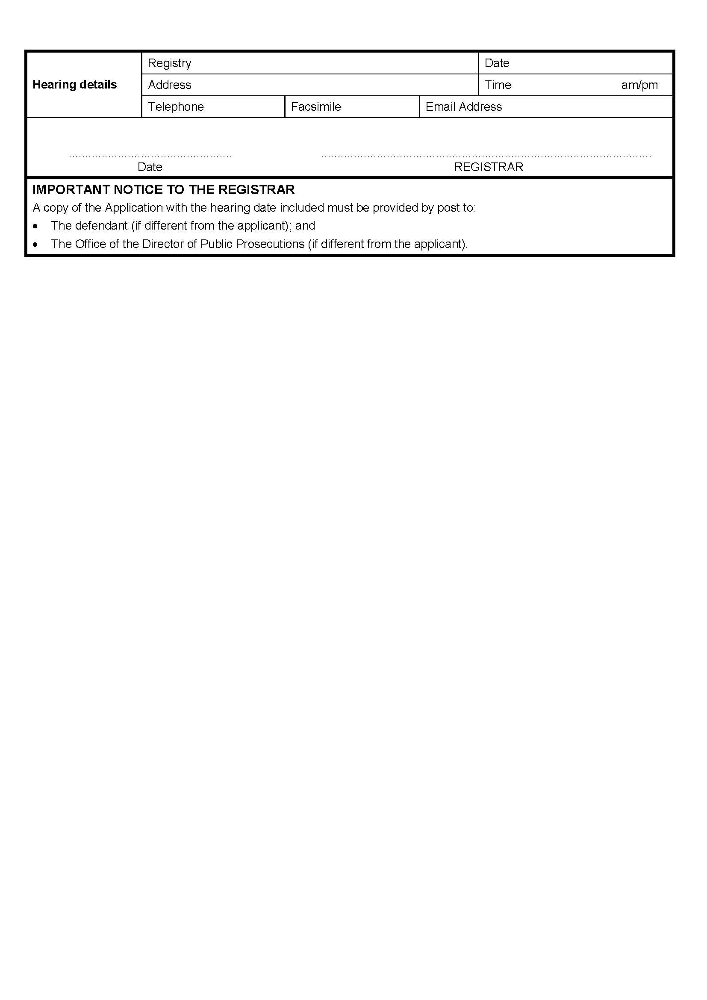 Registry Date
Hearing details Address Time am/pm
Telephone Facsimile Email Address
................................................ ..................................................................................................
Date REGISTRAR
IMPORTANT NOTICE TO THE REGISTRAR
A copy of the Application with the hearing date included must be provided by post to:
• The defendant (if different from the applicant); and
• The Office of the Director of Public Prosecutions (if different from the applicant).